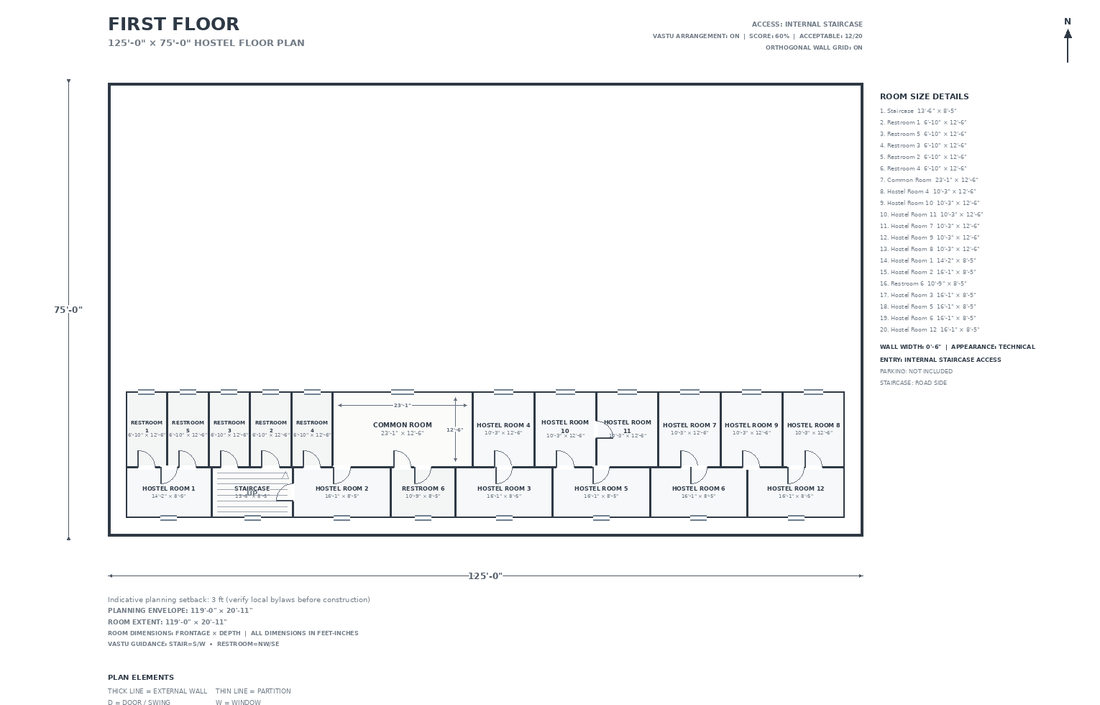 FIRST FLOOR
125'-0" × 75'-0" HOSTEL FLOOR PLAN
ACCESS: INTERNAL STAIRCASE
VASTU ARRANGEMENT: ON | SCORE: 60% | ACCEPTABLE: 12/20
ORTHOGONAL WALL GRID: ON
N
ROOM SIZE DETAILS
1. Staircase 13'-6" × 8'-5"
2. Restroom 1 6'-10" × 12'-6"
3. Restroom 5 6'-10" × 12'-6"
4. Restroom 3 6'-10" × 12'-6"
5. Restroom 2 6'-10" × 12'-6"
6. Restroom 4 6'-10" × 12'-6"
7. Common Room 23'-1" × 12'-6"
8. Hostel Room 4 10'-3" × 12'-6"
9. Hostel Room 10 10'-3" × 12'-6"
10. Hostel Room 11 10'-3" × 12'-6"
11. Hostel Room 7 10'-3" × 12'-6"
12. Hostel Room 9 10'-3" × 12'-6"
13. Hostel Room 8 10'-3" × 12'-6"
14. Hostel Room 1 14'-2" × 8'-5"
15. Hostel Room 2 16'-1" × 8'-5"
16. Restroom 6 10'-9" × 8'-5"
17. Hostel Room 3 16'-1" × 8'-5"
18. Hostel Room 5 16'-1" × 8'-5"
19. Hostel Room 6 16'-1" × 8'-5"
20. Hostel Room 12 16'-1" × 8'-5"
WALL WIDTH: 0'-6" | APPEARANCE: TECHNICAL
ENTRY: INTERNAL STAIRCASE ACCESS
PARKING: NOT INCLUDED
STAIRCASE: ROAD SIDE
75'-0"
RESTROOM 1
6'-10" × 12'-6"
RESTROOM 5
6'-10" × 12'-6"
RESTROOM 3
6'-10" × 12'-6"
RESTROOM 2
6'-10" × 12'-6"
RESTROOM 4
6'-10" × 12'-6"
23'-1"
COMMON ROOM
23'-1" × 12'-6"
12'-6"
HOSTEL ROOM 4
10'-3" × 12'-6"
HOSTEL ROOM 10
10'-3" × 12'-6"
HOSTEL ROOM 11
10'-3" × 12'-6"
HOSTEL ROOM 7
10'-3" × 12'-6"
HOSTEL ROOM 9
10'-3" × 12'-6"
HOSTEL ROOM 8
10'-3" × 12'-6"
HOSTEL ROOM 1
14'-2" × 8'-6"
STAIRCASE
UP
HOSTEL ROOM 2
16'-1" × 8'-6"
RESTROOM 6
10'-9" × 8'-6"
HOSTEL ROOM 3
16'-1" × 8'-6"
HOSTEL ROOM 5
16'-1" × 8'-6"
HOSTEL ROOM 6
16'-1" × 8'-6"
HOSTEL ROOM 12
16'-1" × 8'-6"
125'-0"
Indicative planning setback: 3 ft (verify local bylaws before construction)
PLANNING ENVELOPE: 119'-0" × 20'-11"
ROOM EXTENT: 119'-0" × 20'-11"
ROOM DIMENSIONS: FRONTAGE × DEPTH | ALL DIMENSIONS IN FEET-INCHES
VASTU GUIDANCE: STAIR=S/W • RESTROOM=NW/SE
PLAN ELEMENTS
THICK LINE = EXTERNAL WALL THIN LINE = PARTITION
D = DOOR / SWING W = WINDOW